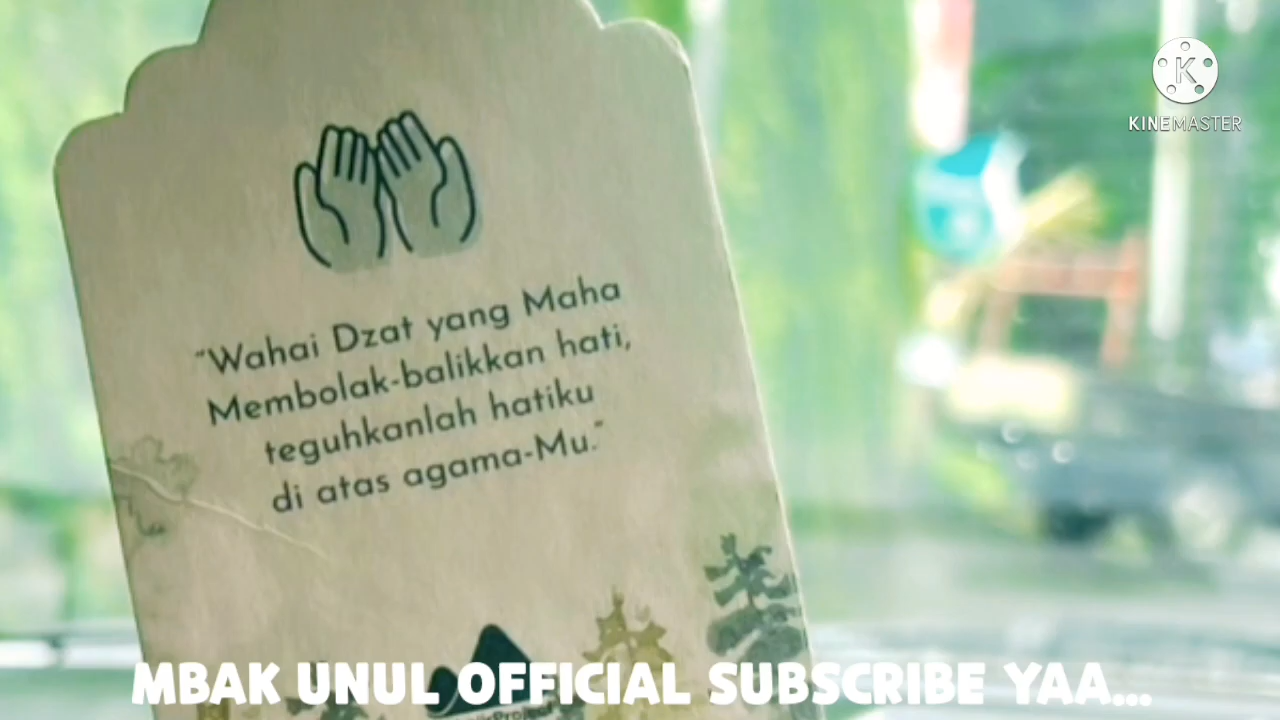 KINEMASTER
"Wahai Dzat yang Maha
Membolak-balikkan hati,
teguhkanlah hatiku
di atas agama-Mu."
MBAK UNUL OFFICIAL SUBSCRIBE YAA...